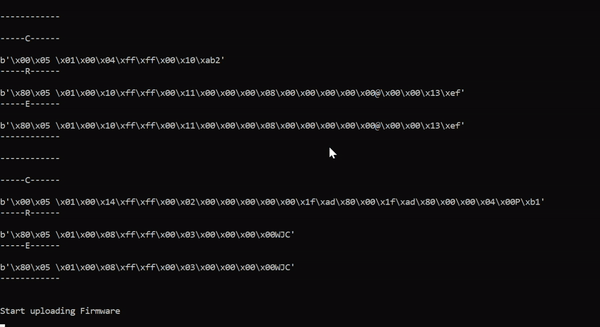 ------------
-----C------
b'\x00\x05 \x01\x00\x04\xff\xff\x00\x10\xab2'
-----R------
b'\x80\x05 \x01\x00\x10\xff\xff\x00\x11\x00\x00\x00\x08\x00\x00\x00\x00\x00@\x00\x00\x13\xef'
-----E------
b'\x80\x05 \x01\x00\x10\xff\xff\x00\x11\x00\x00\x00\x08\x00\x00\x00\x00\x00@\x00\x00\x13\xef'
------------
------------
-----C------
b'\x00\x05 \x01\x00\x14\xff\xff\x00\x02\x00\x00\x00\x00\x00\x1f\xad\x80\x00\x1f\xad\x80\x00\x00\x04\x00P\xb1'
-----R------
b'\x80\x05 \x01\x00\x08\xff\xff\x00\x03\x00\x00\x00\x00WJC'
-----E------
b'\x80\x05 \x01\x00\x08\xff\xff\x00\x03\x00\x00\x00\x00WJC'
------------
Start uploading Firmware